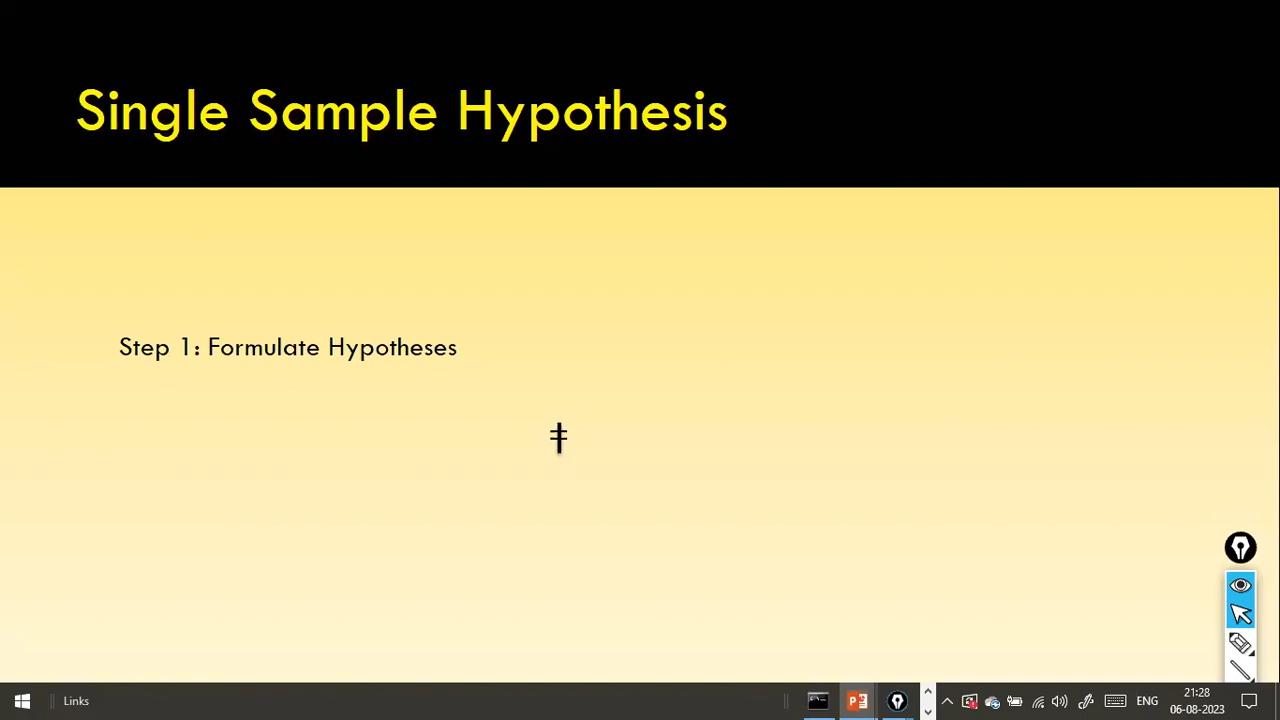 Single Sample Hypothesis
Step 1: Formulate Hypotheses
Links
ENG
21:28
06-08-2023